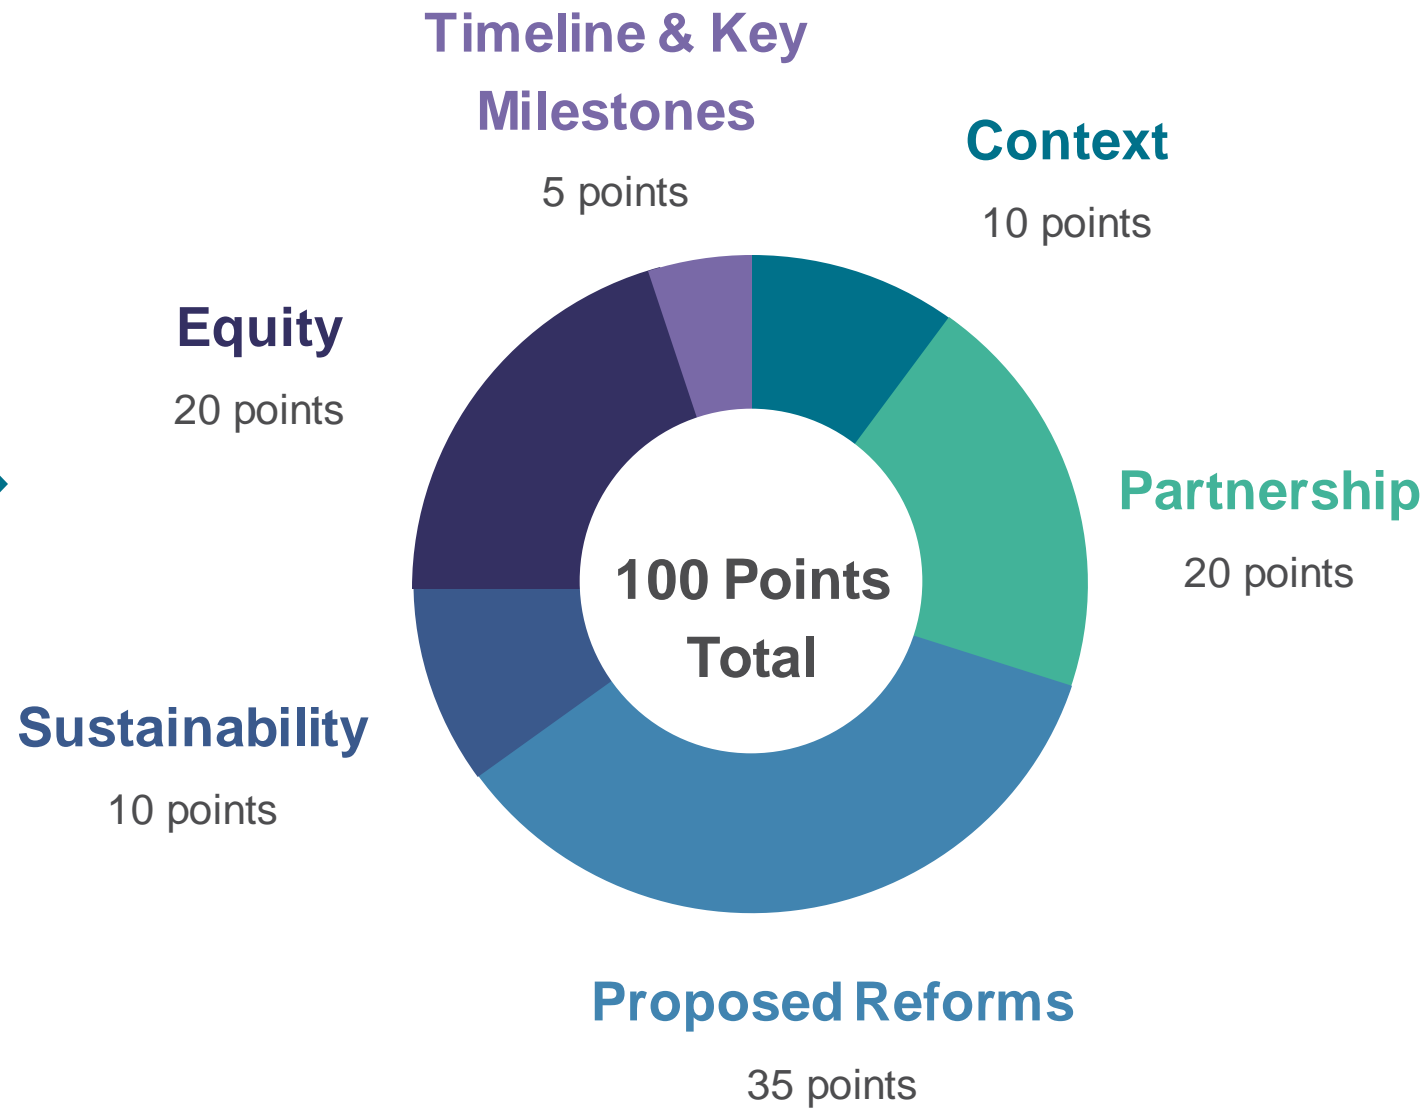 Timeline & Key
Milestones
5 points
Context
10 points
Equity
20 points
Partnership
20 points
100 Points
Total
Sustainability
10 points
Proposed Reforms
35 points